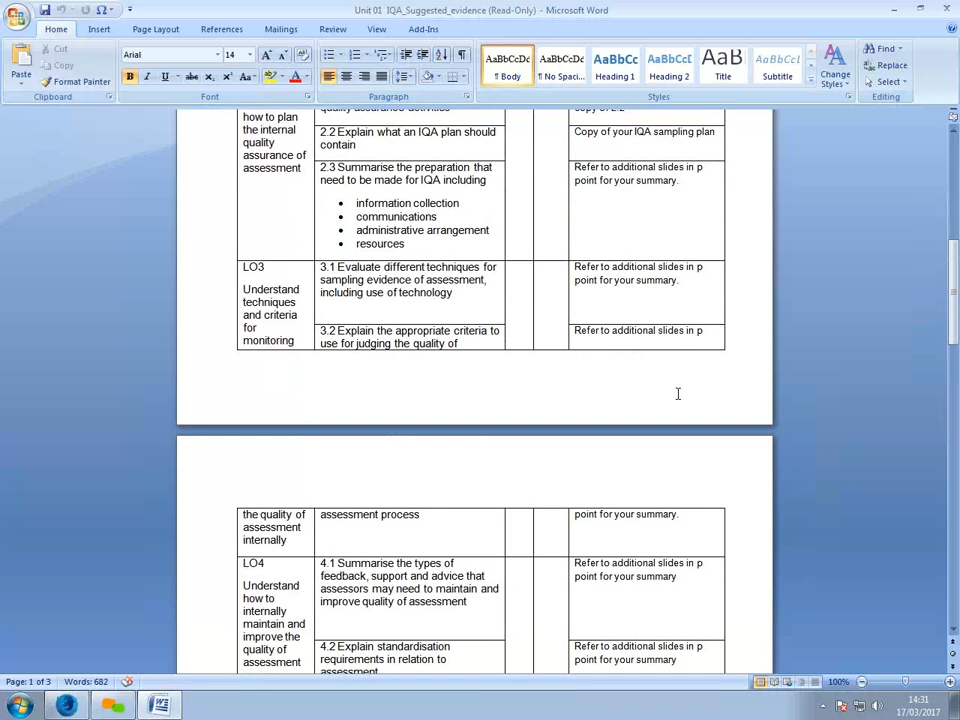 Unit 01 IQA_Suggested_evidence (Read-Only) - Microsoft Word
Home Insert Page Layout References Mailings Review View Add-Ins
Paste
Cut
Copy
Format Painter
Clipboard
Arial 14
Font
Paragraph
AaBbCcDc AaBbCcDc AaBbCc AaBbCc AaBb AaBbCcL
¶ Body ¶ No Spaci... Heading 1 Heading 2 Title Subtitle
Styles
Change
Styles
Find
Replace
Select
Editing
how to plan
the internal
quality
assurance of
assessment
quality assurance activities
copy of 2.2
2.2 Explain what an IQA plan should
contain
Copy of your IQA sampling plan
2.3 Summarise the preparation that
need to be made for IQA including
• information collection
• communications
• administrative arrangement
• resources
Refer to additional slides in p
point for your summary.
LO3
Understand
techniques
and criteria
for
monitoring
3.1 Evaluate different techniques for
sampling evidence of assessment,
including use of technology
Refer to additional slides in p
point for your summary.
3.2 Explain the appropriate criteria to
use for judging the quality of
Refer to additional slides in p
the quality of
assessment
internally
assessment process
point for your summary.
LO4
Understand
how to
internally
maintain and
improve the
quality of
assessment
4.1 Summarise the types of
feedback, support and advice that
assessors may need to maintain and
improve quality of assessment
Refer to additional slides in p
point for your summary
4.2 Explain standardisation
requirements in relation to
assessment
Refer to additional slides in p
point for your summary
Page: 1 of 3 Words: 682
100%
14:31
17/03/2017